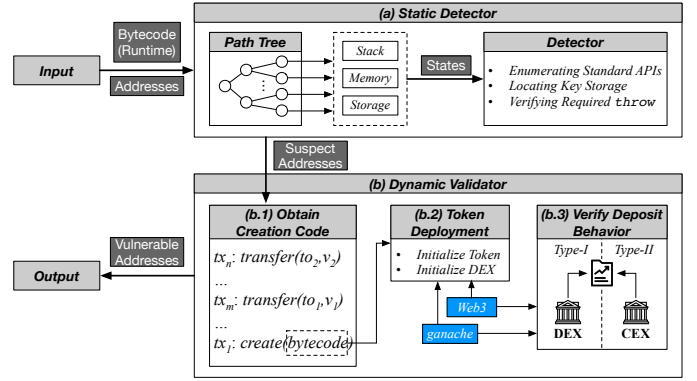 (a) Static Detector
Bytecode
(Runtime)
Input
Addresses
Path Tree
...
Stack
Memory
Storage
States
Detector
• Enumerating Standard APIs
• Locating Key Storage
• Verifying Required throw
Suspect
Addresses
(b) Dynamic Validator
Vulnerable
Addresses
Output
(b.1) Obtain
Creation Code
txₙ: transfer(to₂,v₂)
...
txₘ: transfer(to₁,v₁)
...
tx₁: create(bytecode)
(b.2) Token
Deployment
• Initialize Token
• Initialize DEX
Web3
ganache
(b.3) Verify Deposit
Behavior
Type-I Type-II
DEX CEX